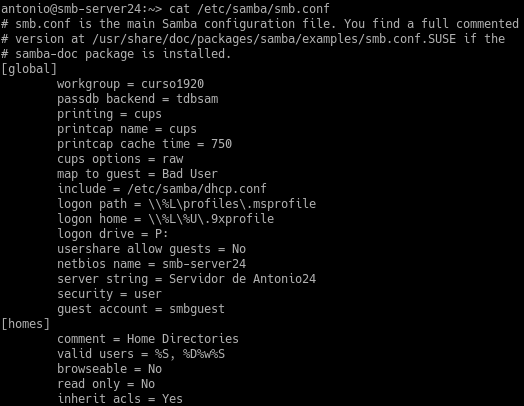 antonio@smb-server24:~> cat /etc/samba/smb.conf
# smb.conf is the main Samba configuration file. You find a full commented
# version at /usr/share/doc/packages/samba/examples/smb.conf.SUSE if the
# samba-doc package is installed.
[global]
        workgroup = curso1920
        passdb backend = tdbsam
        printing = cups
        printcap name = cups
        printcap cache time = 750
        cups options = raw
        map to guest = Bad User
        include = /etc/samba/dhcp.conf
        logon path = \\%L\profiles\.msprofile
        logon home = \\%L\%U\.9xprofile
        logon drive = P:
        usershare allow guests = No
        netbios name = smb-server24
        server string = Servidor de Antonio24
        security = user
        guest account = smbguest
[homes]
        comment = Home Directories
        valid users = %S, %D%w%S
        browseable = No
        read only = No
        inherit acls = Yes